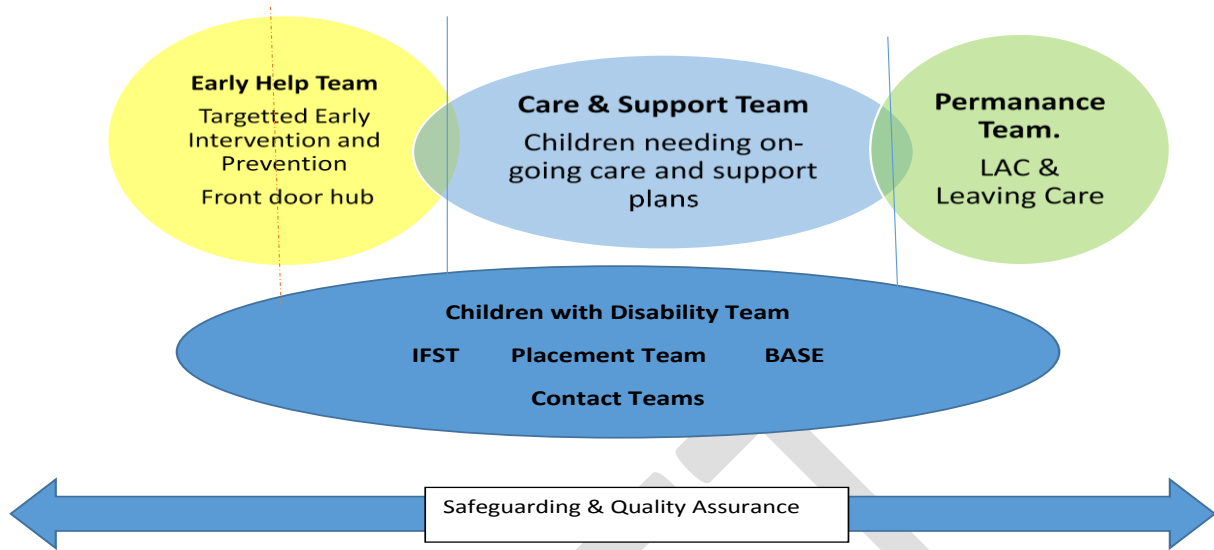 Early Help Team
Targetted Early
Intervention and
Prevention
Front door hub
Care & Support Team
Children needing on-
going care and support
plans
Permanance
Team.
LAC &
Leaving Care
Children with Disability Team
IFST Placement Team BASE
Contact Teams
Safeguarding & Quality Assurance